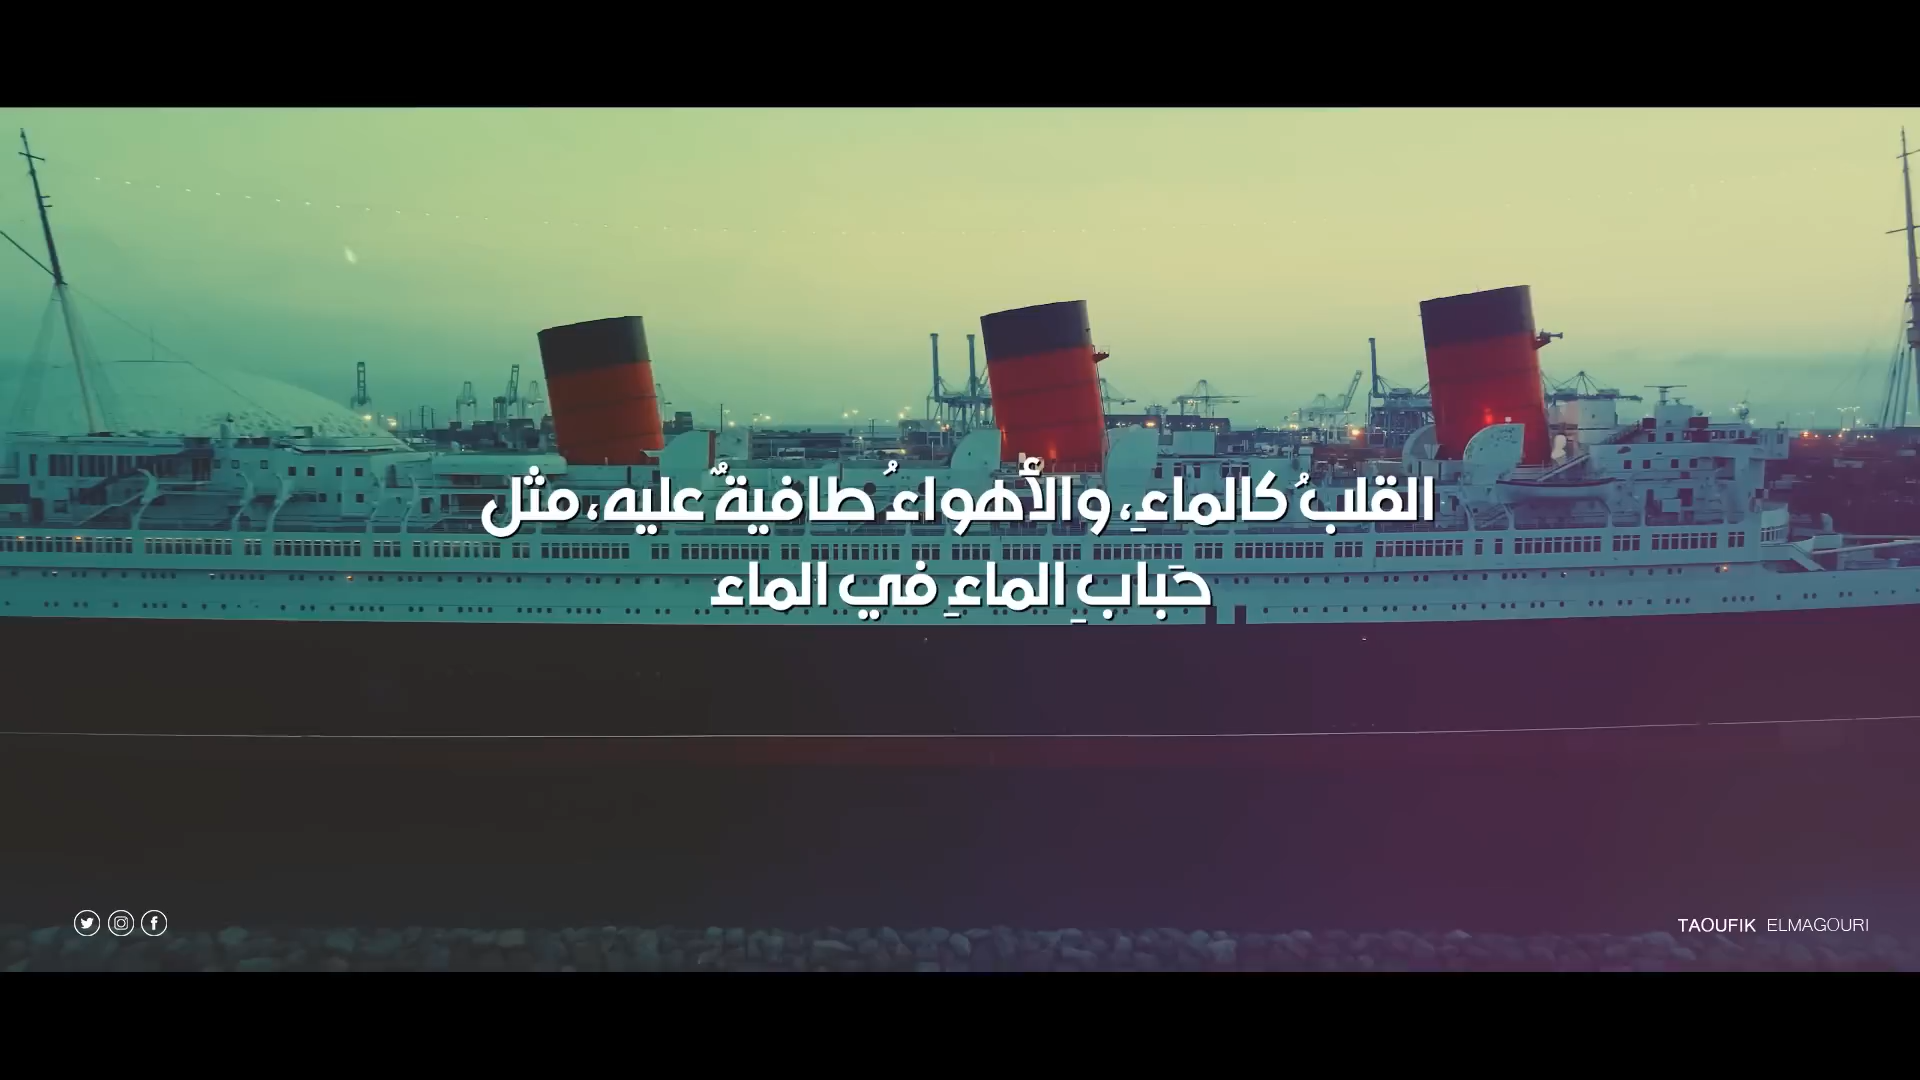 القلبُ كالماءِ، والأهواءُ طافيةٌ عليه، مثل
حَبابِ الماءِ في الماء
TAOUFIK ELMAGOURI